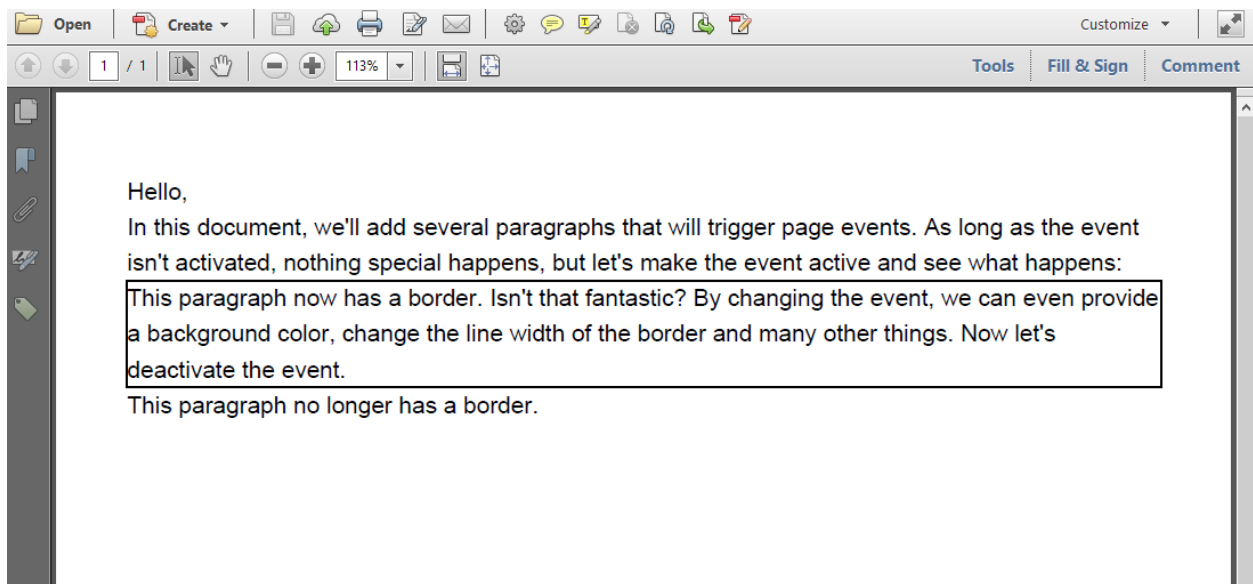 Open Create Customize
1 / 1 113% Tools Fill & Sign Comment
Hello,
In this document, we'll add several paragraphs that will trigger page events. As long as the event
isn't activated, nothing special happens, but let's make the event active and see what happens:
This paragraph now has a border. Isn't that fantastic? By changing the event, we can even provide
a background color, change the line width of the border and many other things. Now let's
deactivate the event.
This paragraph no longer has a border.